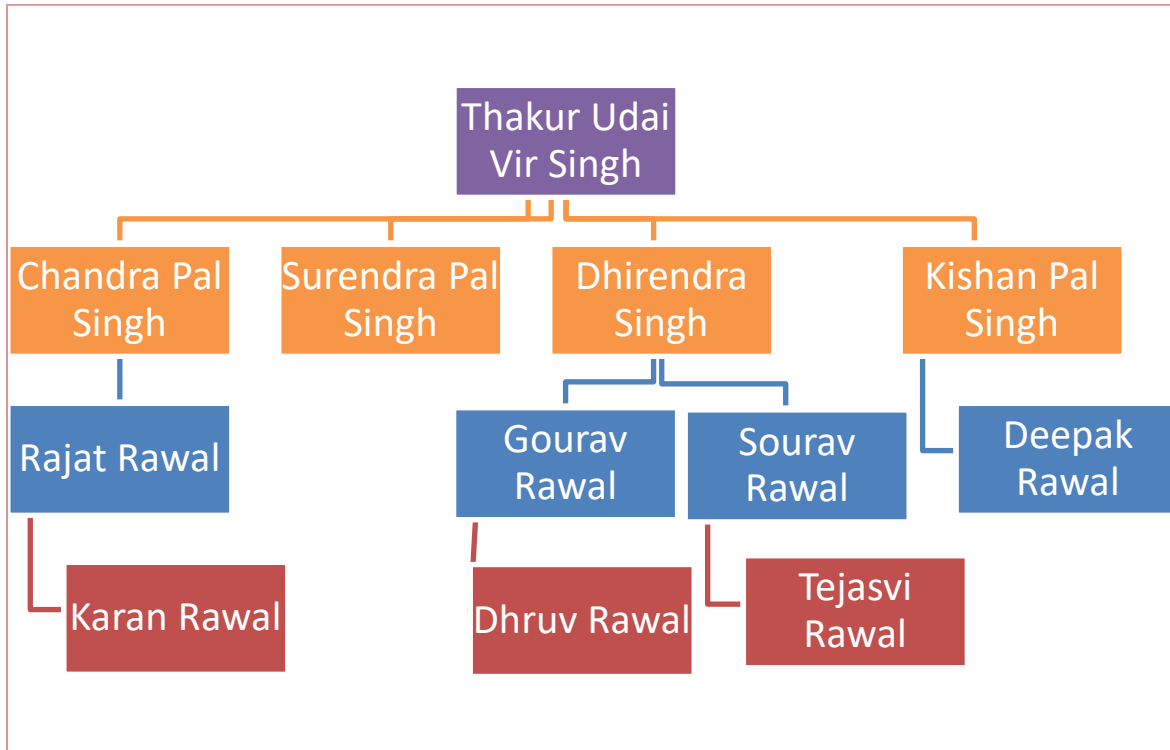 Thakur Udai
Vir Singh
Chandra Pal
Singh
Surendra Pal
Singh
Dhirendra
Singh
Kishan Pal
Singh
Rajat Rawal
Gourav
Rawal
Sourav
Rawal
Deepak
Rawal
Karan Rawal
Dhruv Rawal
Tejasvi
Rawal